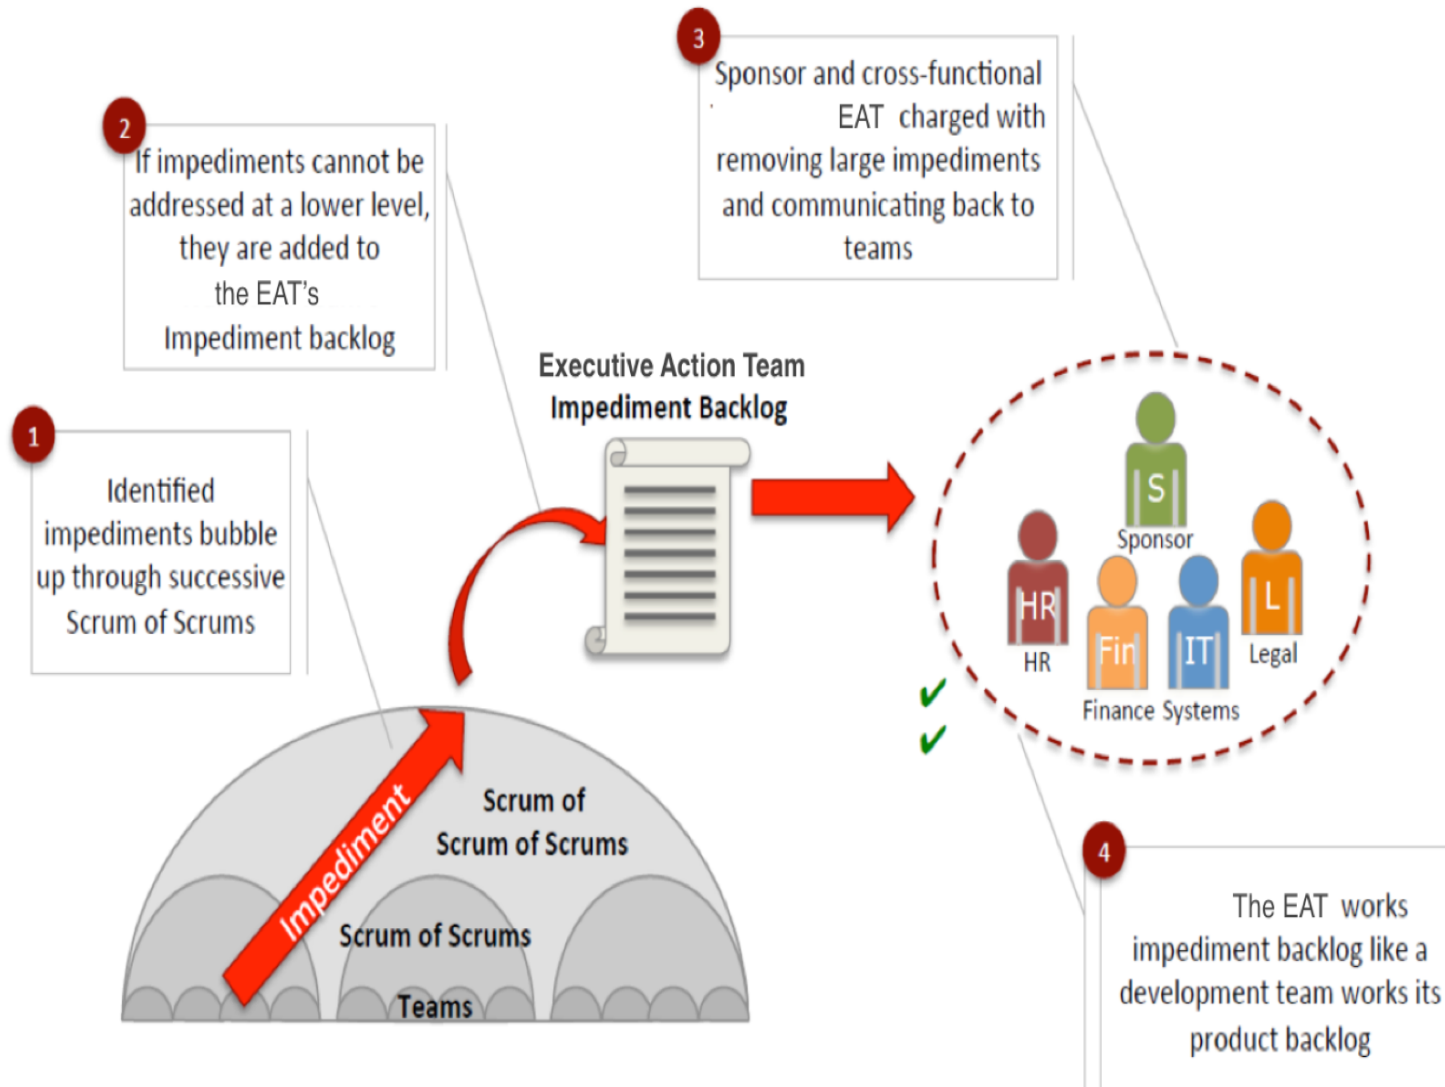 1
Identified
impediments bubble
up through successive
Scrum of Scrums
2
If impediments cannot be
addressed at a lower level,
they are added to
the EAT's
Impediment backlog
3
Sponsor and cross-functional
EAT charged with
removing large impediments
and communicating back to
teams
Executive Action Team
Impediment Backlog
S
Sponsor
HR
HR
Fin
Finance
IT
Systems
L
Legal
Impediment
Scrum of
Scrum of Scrums
Scrum of Scrums
Teams
4
The EAT works
impediment backlog like a
development team works its
product backlog